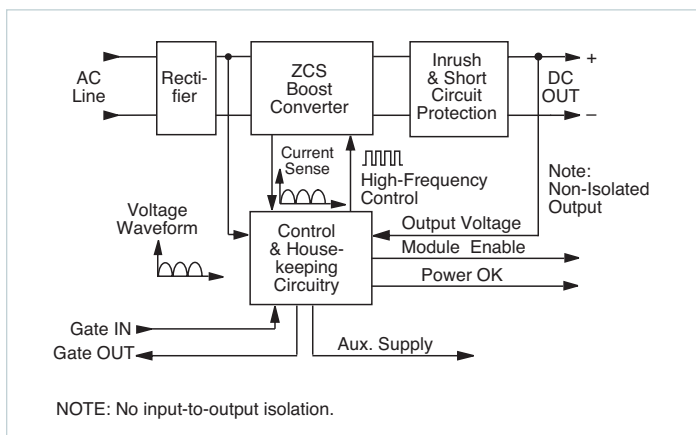 AC
Line
Recti-
fier
ZCS
Boost
Converter
Inrush
& Short
Circuit
Protection
+
DC
OUT
–
Current
Sense
High-Frequency
Control
Note:
Non-Isolated
Output
Voltage
Waveform
Control
& House-
keeping
Circuitry
Output Voltage
Module Enable
Power OK
Gate IN
Gate OUT
Aux. Supply
NOTE: No input-to-output isolation.